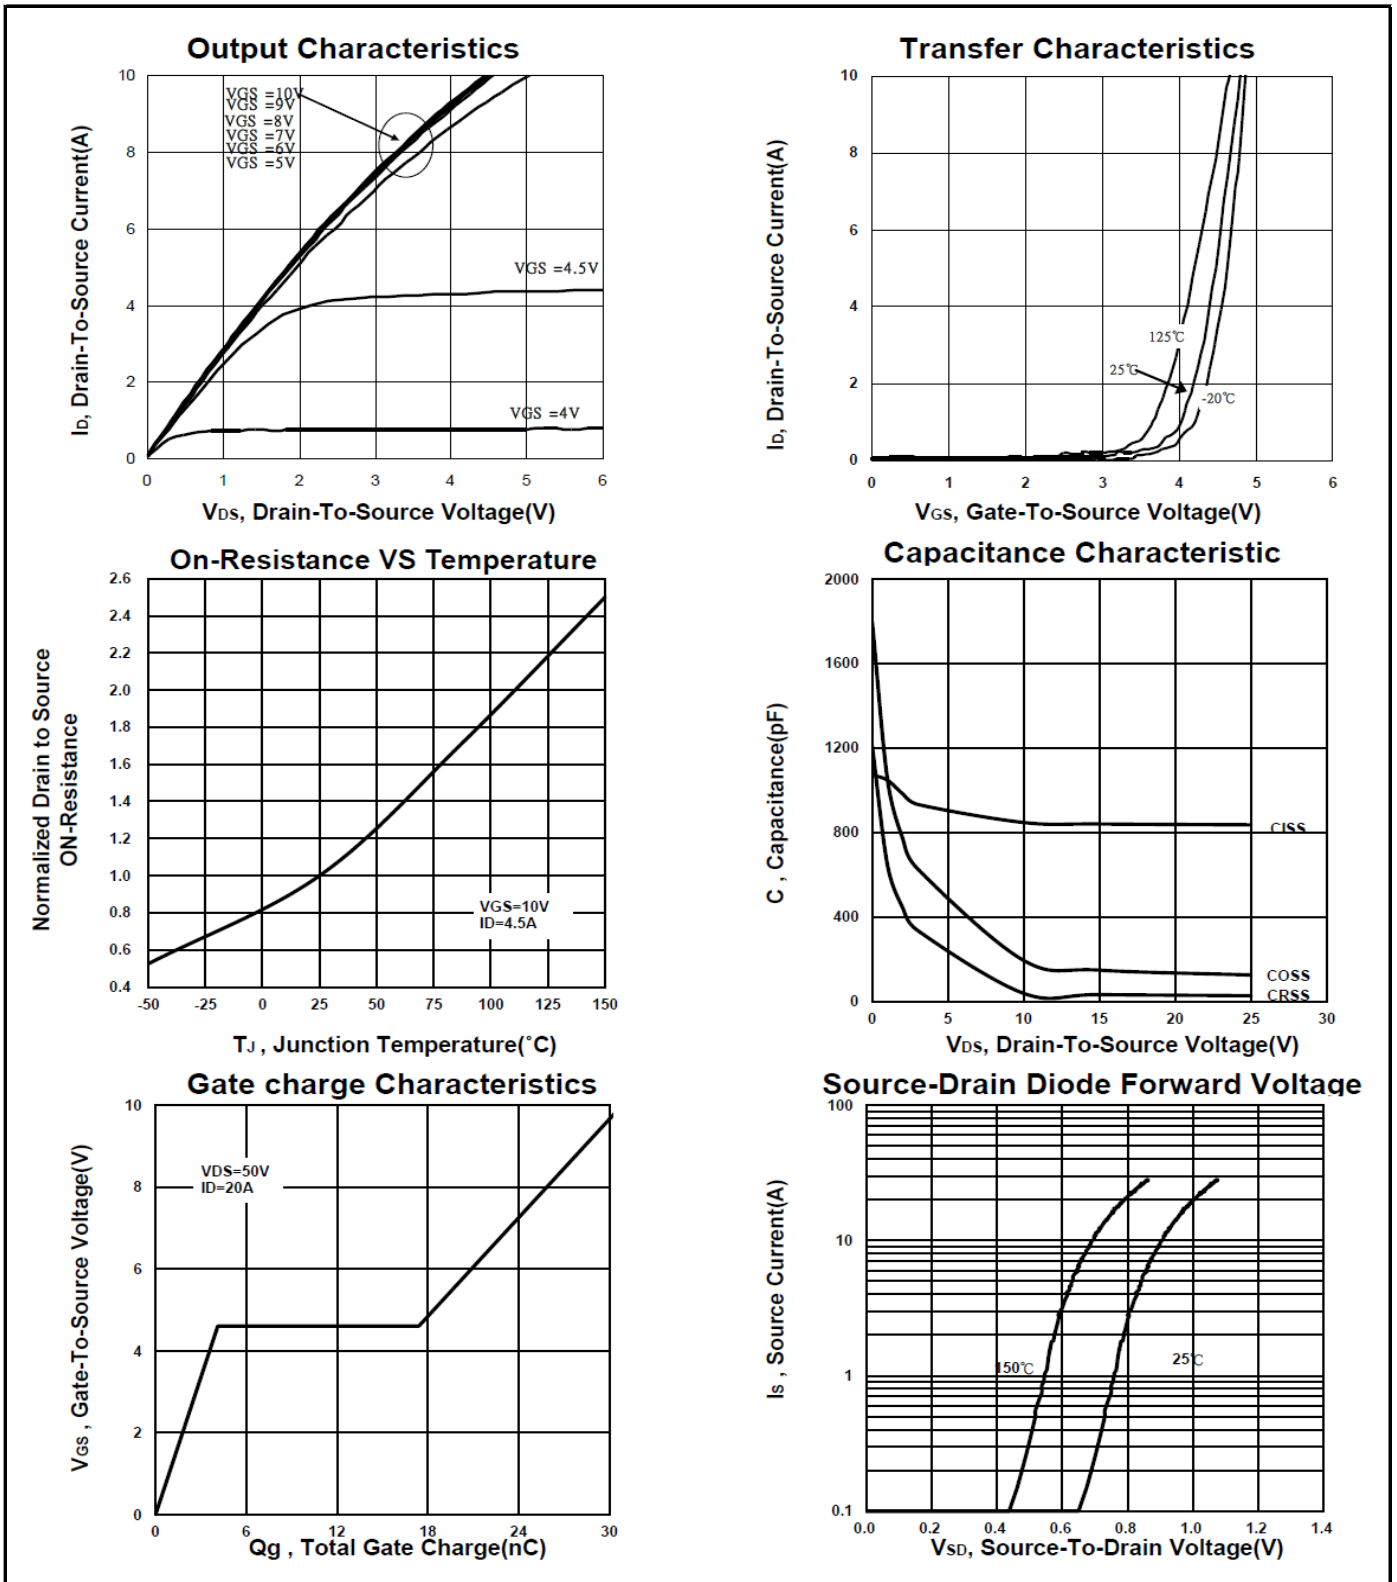 Output Characteristics
ID, Drain-To-Source Current(A)
10
8
6
4
2
0
VGS =10V
VGS =9V
VGS =8V
VGS =7V
VGS =6V
VGS =5V
VGS =4.5V
VGS =4V
0 1 2 3 4 5 6
VDS, Drain-To-Source Voltage(V)
Transfer Characteristics
ID, Drain-To-Source Current(A)
10
8
6
4
2
0
125℃
25℃
-20℃
0 1 2 3 4 5 6
VGS, Gate-To-Source Voltage(V)
On-Resistance VS Temperature
Normalized Drain to Source
ON-Resistance
2.6
2.4
2.2
2.0
1.8
1.6
1.4
1.2
1.0
0.8
0.6
0.4
VGS=10V
ID=4.5A
-50 -25 0 25 50 75 100 125 150
TJ , Junction Temperature(°C)
Capacitance Characteristic
C , Capacitance(pF)
2000
1600
1200
800
400
0
CISS
COSS
CRSS
0 5 10 15 20 25 30
VDS, Drain-To-Source Voltage(V)
Gate charge Characteristics
VGS , Gate-To-Source Voltage(V)
10
8
6
4
2
0
VDS=50V
ID=20A
0 6 12 18 24 30
Qg , Total Gate Charge(nC)
Source-Drain Diode Forward Voltage
IS , Source Current(A)
100
10
1
0.1
150℃
25℃
0.0 0.2 0.4 0.6 0.8 1.0 1.2 1.4
VSD, Source-To-Drain Voltage(V)